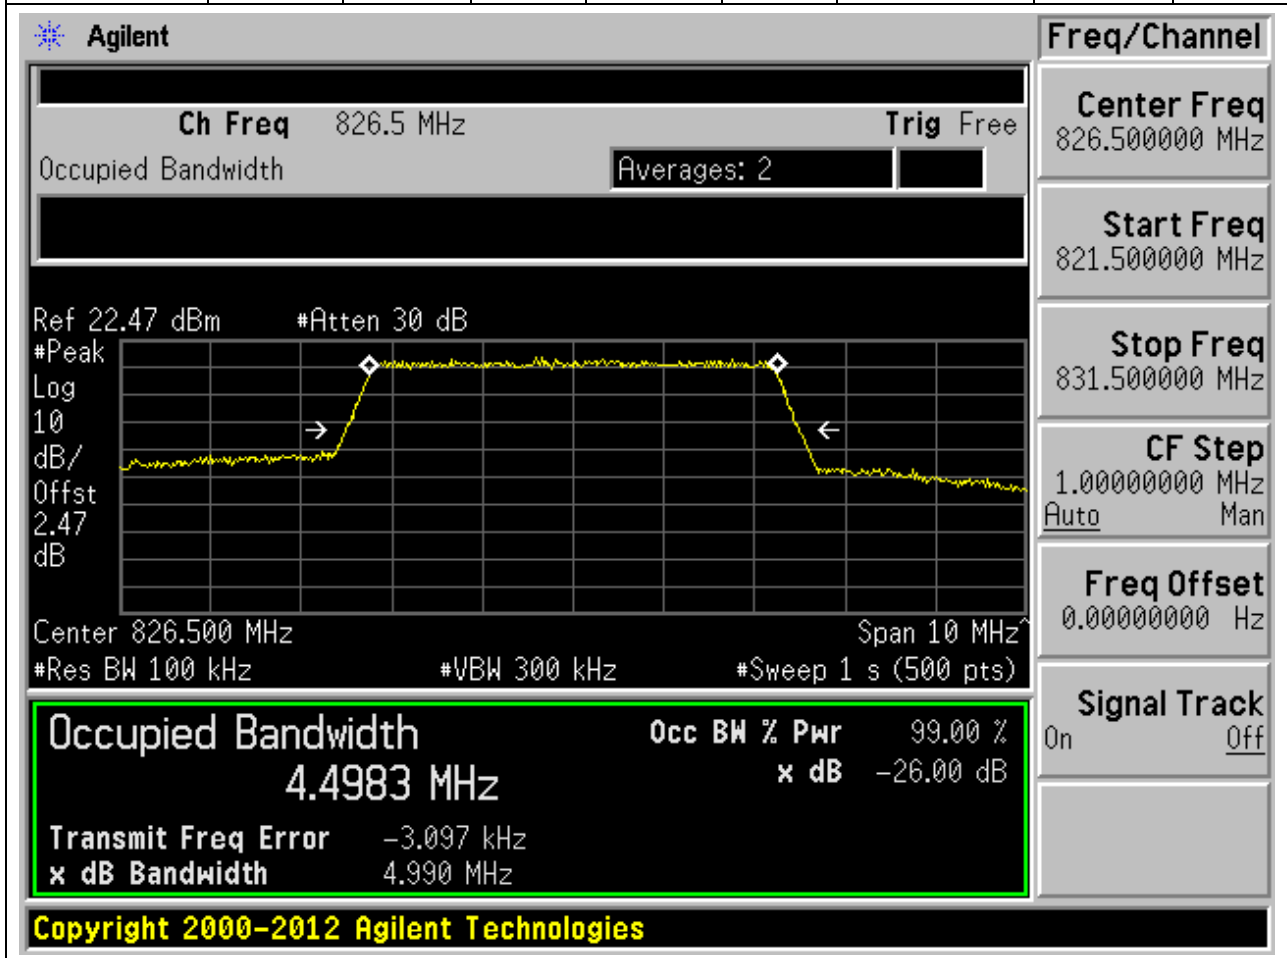 Agilent
Freq/Channel
Ch Freq 826.5 MHz Trig Free
Occupied Bandwidth Averages: 2
Center Freq
826.500000 MHz
Start Freq
821.500000 MHz
Stop Freq
831.500000 MHz
CF Step
1.00000000 MHz
Auto Man
Freq Offset
0.00000000 Hz
Signal Track
On Off
Ref 22.47 dBm #Atten 30 dB
#Peak
Log
10
dB/
Offst
2.47
dB
Center 826.500 MHz Span 10 MHz^
#Res BW 100 kHz #VBW 300 kHz #Sweep 1 s (500 pts)
Occupied Bandwidth Occ BW % Pwr 99.00 %
4.4983 MHz x dB -26.00 dB
Transmit Freq Error -3.097 kHz
x dB Bandwidth 4.990 MHz
Copyright 2000-2012 Agilent Technologies